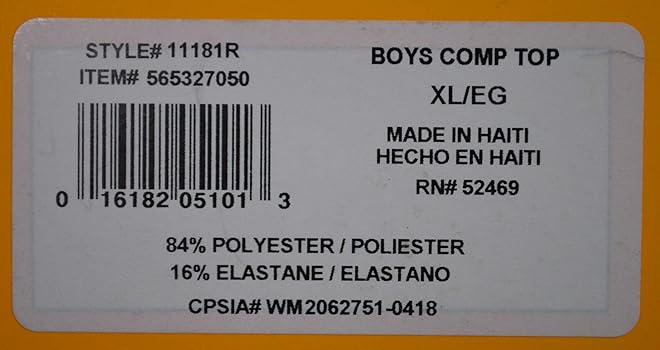 STYLE# 11181R
ITEM# 565327050
0 16182 05101 3
BOYS COMP TOP
XL/EG
MADE IN HAITI
HECHO EN HAITI
RN# 52469
84% POLYESTER / POLIESTER
16% ELASTANE / ELASTANO
CPSIA# WM2062751-0418